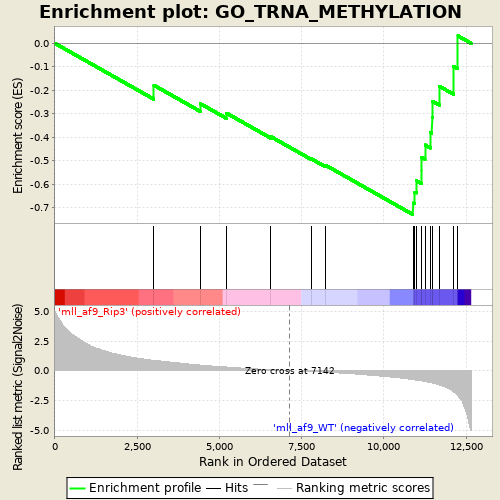 Enrichment plot: GO_TRNA_METHYLATION
Enrichment score (ES)
0.0
-0.1
-0.2
-0.3
-0.4
-0.5
-0.6
-0.7
'mll_af9_Rip3' (positively correlated)
Ranked list metric (Signal2Noise)
5.0
2.5
0.0
-2.5
-5.0
Zero cross at 7142
'mll_af9_WT' (negatively correlated)
0
2,500
5,000
7,500
10,000
12,500
Rank in Ordered Dataset
Enrichment profile
Hits
Ranking metric scores